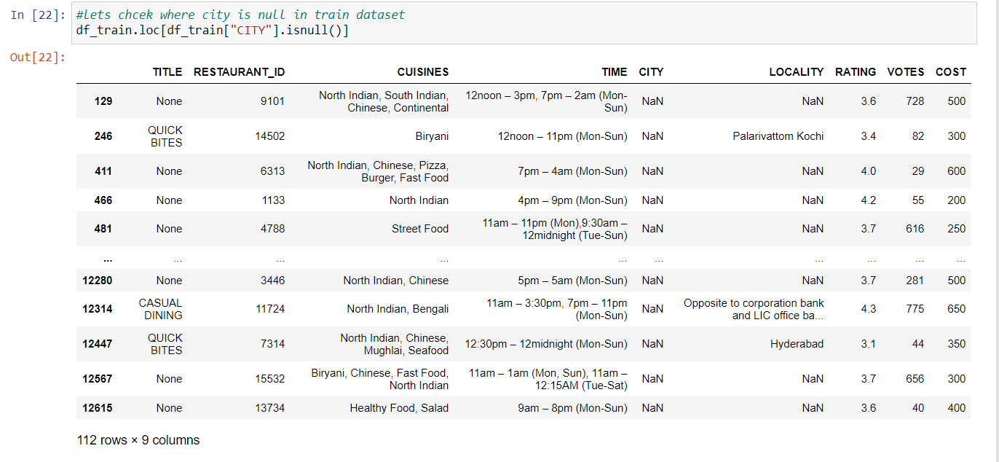 In [22]: #lets chcek where city is null in train dataset
df_train.loc[df_train["CITY"].isnull()]
Out[22]:
TITLE RESTAURANT_ID CUISINES TIME CITY LOCALITY RATING VOTES COST
129 None 9101 North Indian, South Indian, Chinese, Continental 12noon – 3pm, 7pm – 2am (Mon-Sun) NaN NaN 3.6 728 500
246 QUICK BITES 14502 Biryani 12noon – 11pm (Mon-Sun) NaN Palarivattom Kochi 3.4 82 300
411 None 6313 North Indian, Chinese, Pizza, Burger, Fast Food 7pm – 4am (Mon-Sun) NaN NaN 4.0 29 600
466 None 1133 North Indian 4pm – 9pm (Mon-Sun) NaN NaN 4.2 55 200
481 None 4788 Street Food 11am – 11pm (Mon),9:30am – 12midnight (Tue-Sun) NaN NaN 3.7 616 250
... ... ... ... ... ... ... ... ... ...
12280 None 3446 North Indian, Chinese 5pm – 5am (Mon-Sun) NaN NaN 3.7 281 500
12314 CASUAL DINING 11724 North Indian, Bengali 11am – 3:30pm, 7pm – 11pm (Mon-Sun) NaN Opposite to corporation bank and LIC office ba... 4.3 775 650
12447 QUICK BITES 7314 North Indian, Chinese, Mughlai, Seafood 12:30pm – 12midnight (Mon-Sun) NaN Hyderabad 3.1 44 350
12567 None 15532 Biryani, Chinese, Fast Food, North Indian 11am – 1am (Mon, Sun), 11am – 12:15AM (Tue-Sat) NaN NaN 3.7 656 300
12615 None 13734 Healthy Food, Salad 9am – 8pm (Mon-Sun) NaN NaN 3.6 40 400
112 rows × 9 columns